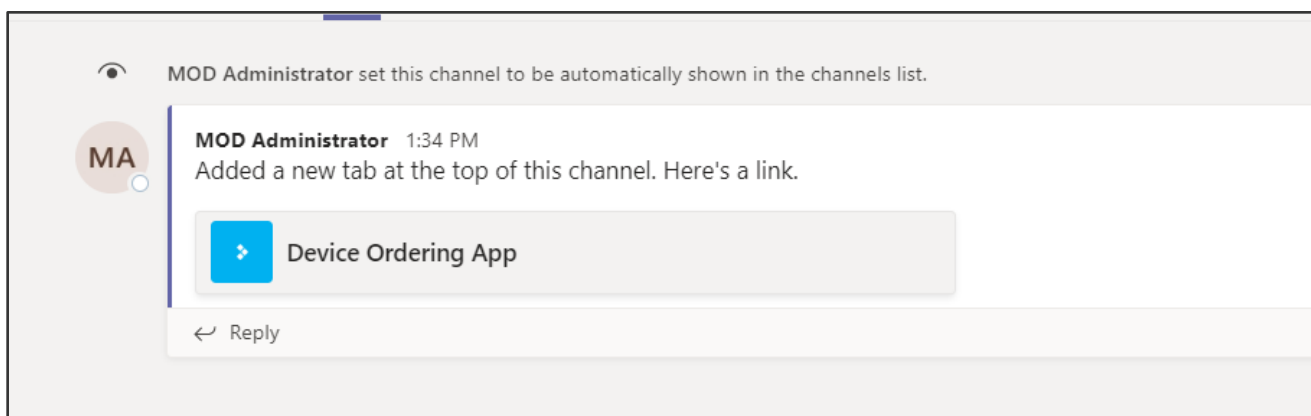 MOD Administrator set this channel to be automatically shown in the channels list.
MA
MOD Administrator 1:34 PM
Added a new tab at the top of this channel. Here's a link.
Device Ordering App
Reply